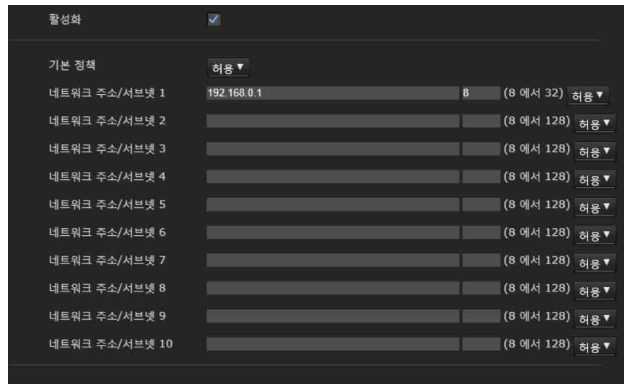 활성화
기본 정책 허용▼
네트워크 주소/서브넷 1 192.168.0.1 8 (8 에서 32) 허용▼
네트워크 주소/서브넷 2 (8 에서 128) 허용▼
네트워크 주소/서브넷 3 (8 에서 128) 허용▼
네트워크 주소/서브넷 4 (8 에서 128) 허용▼
네트워크 주소/서브넷 5 (8 에서 128) 허용▼
네트워크 주소/서브넷 6 (8 에서 128) 허용▼
네트워크 주소/서브넷 7 (8 에서 128) 허용▼
네트워크 주소/서브넷 8 (8 에서 128) 허용▼
네트워크 주소/서브넷 9 (8 에서 128) 허용▼
네트워크 주소/서브넷 10 (8 에서 128) 허용▼